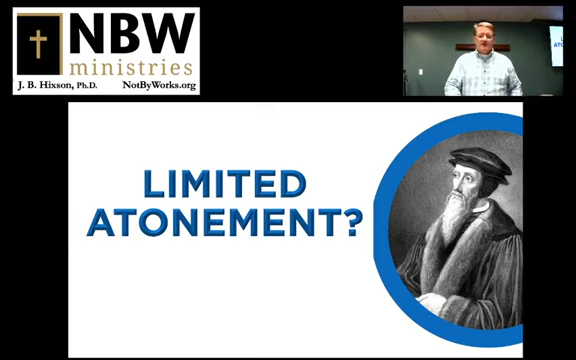 NBW
ministries
J. B. Hixson, Ph.D. NotByWorks.org
LIMITED
ATONEMENT?